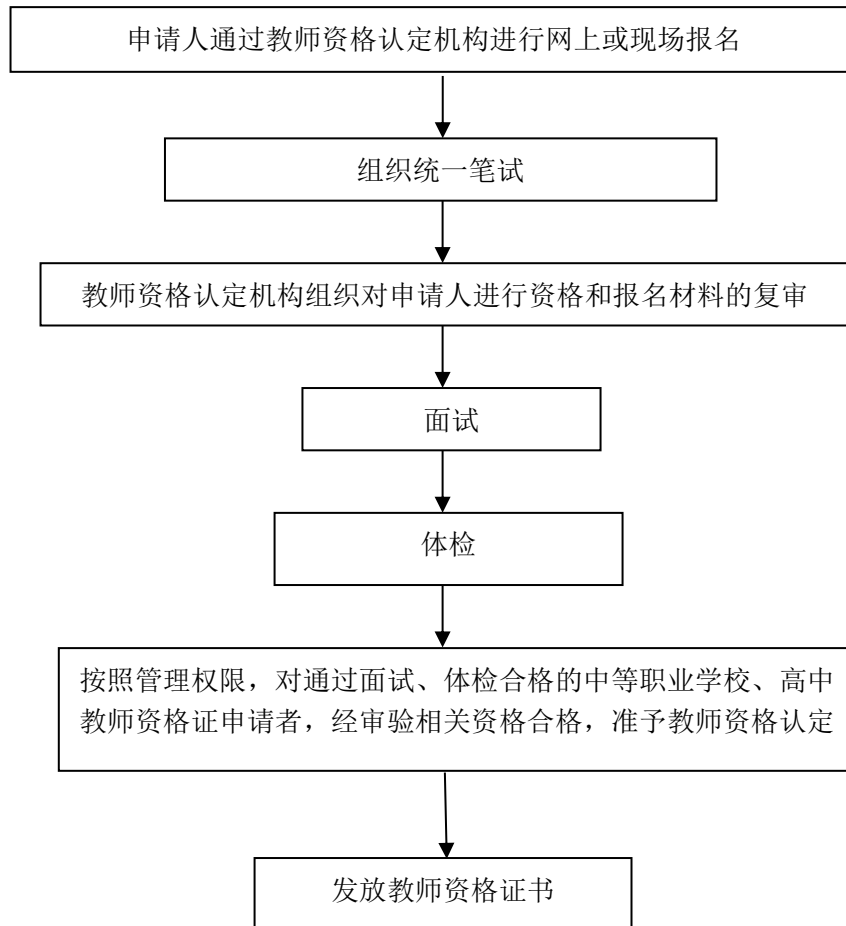 申请人通过教师资格认定机构进行网上或现场报名
组织统一笔试
教师资格认定机构组织对申请人进行资格和报名材料的复审
面试
体检
按照管理权限，对通过面试、体检合格的中等职业学校、高中
教师资格证申请者，经审验相关资格合格，准予教师资格认定
发放教师资格证书